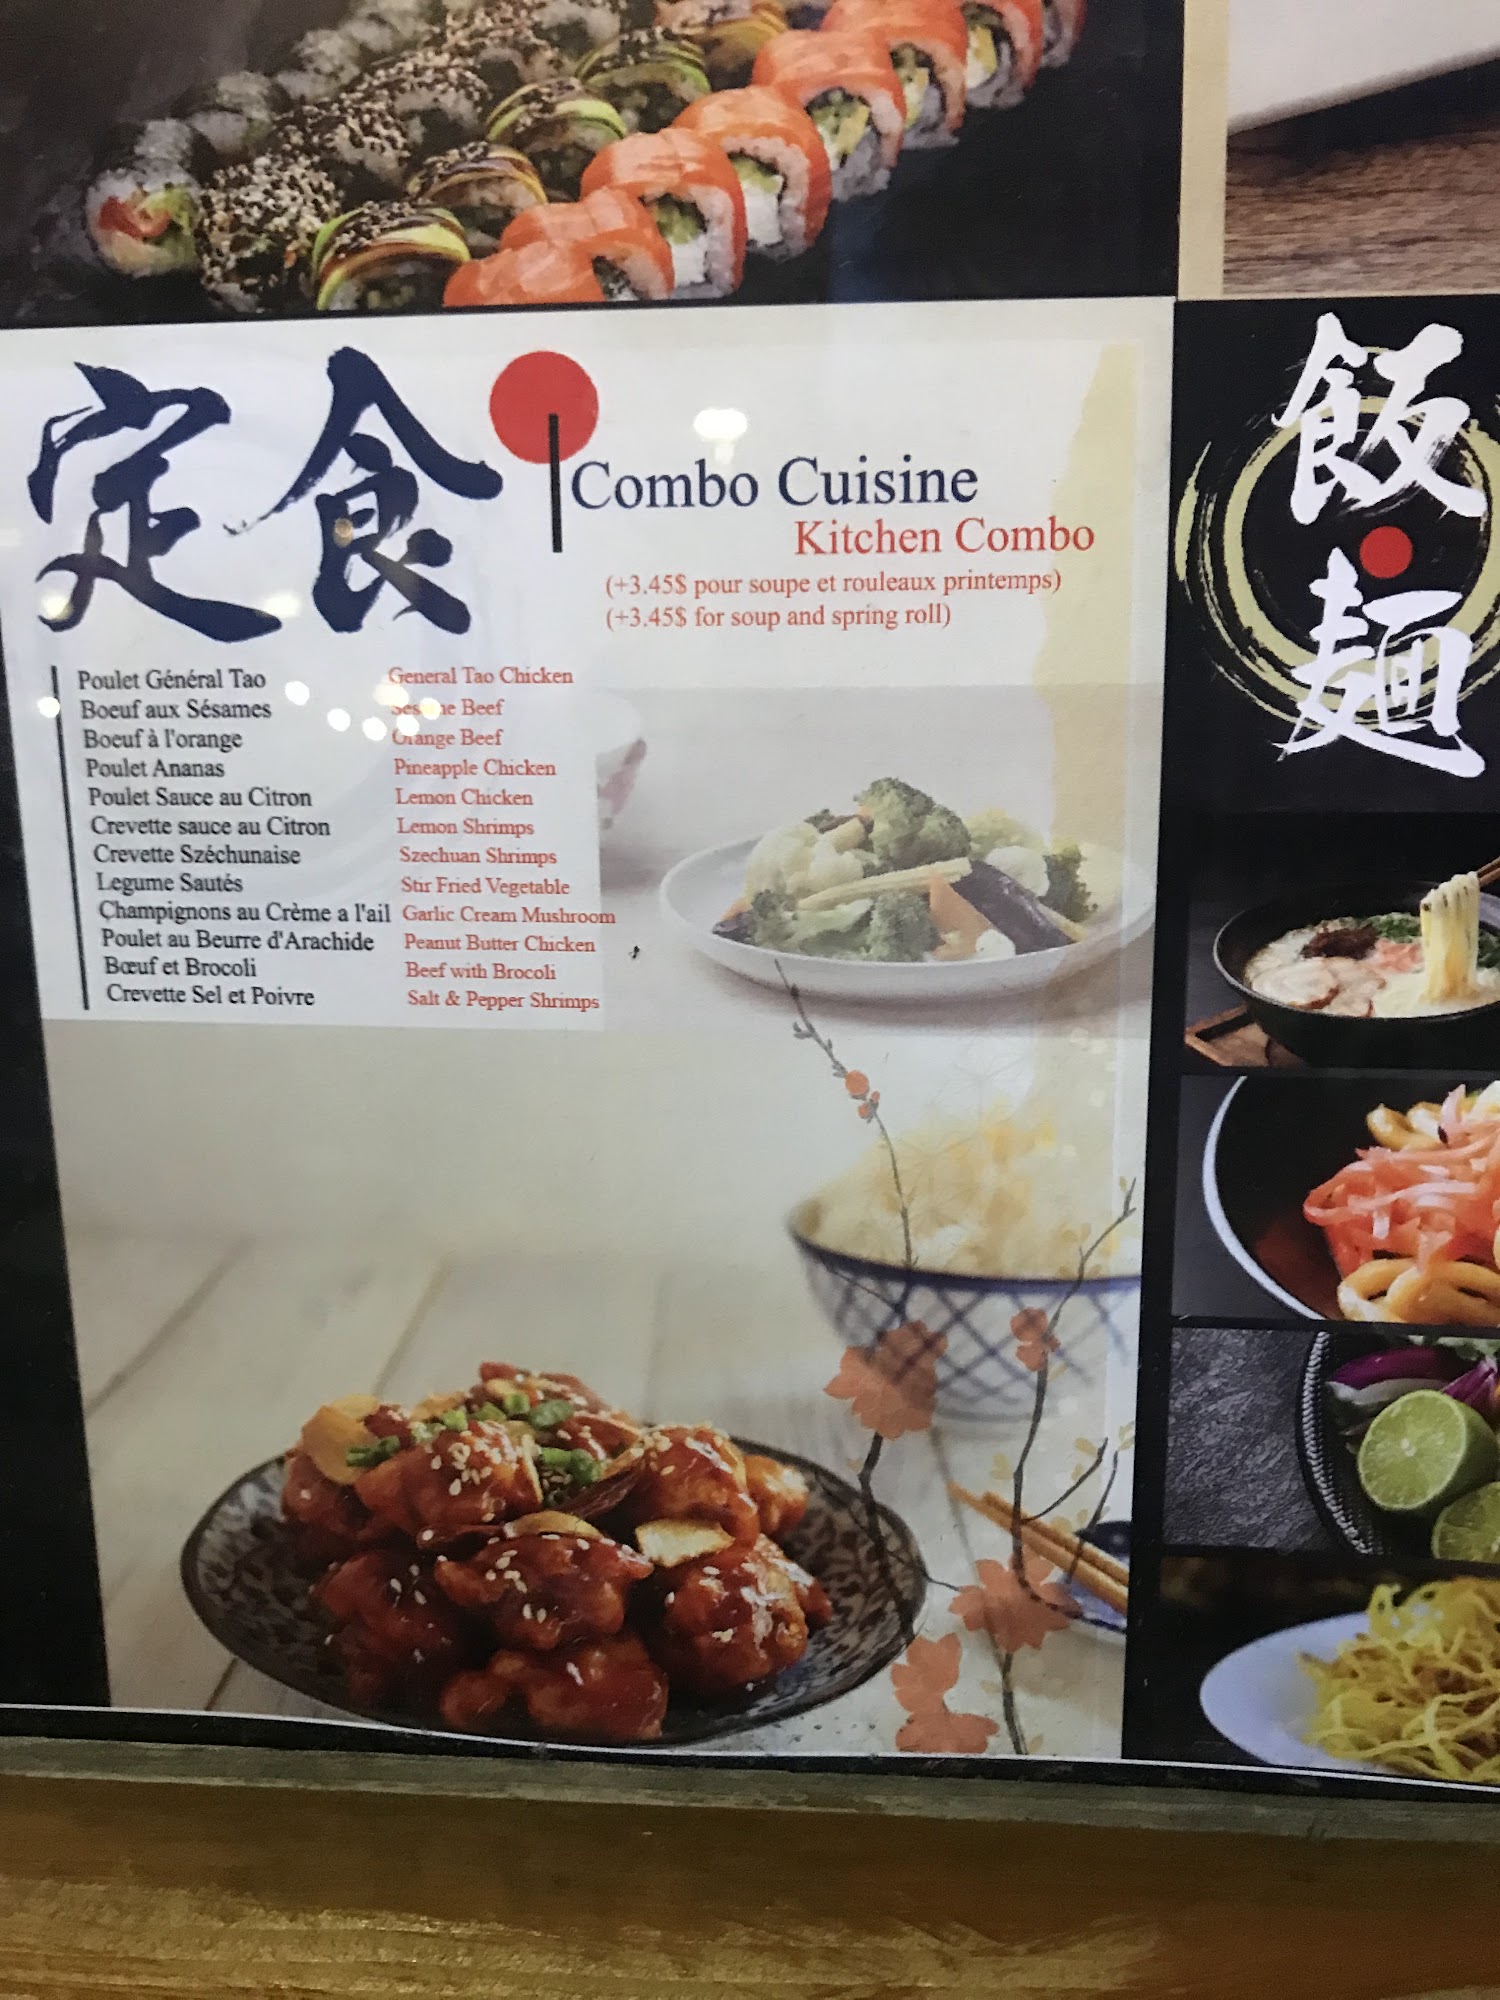 定食
Combo Cuisine
Kitchen Combo
(+3.45$ pour soupe et rouleaux printemps)
(+3.45$ for soup and spring roll)
Poulet Général Tao General Tao Chicken
Boeuf aux Sésames Sesame Beef
Boeuf à l'orange Orange Beef
Poulet Ananas Pineapple Chicken
Poulet Sauce au Citron Lemon Chicken
Crevette sauce au Citron Lemon Shrimps
Crevette Széchunaise Szechuan Shrimps
Legume Sautés Stir Fried Vegetable
Champignons au Crème a l'ail Garlic Cream Mushroom
Poulet au Beurre d'Arachide Peanut Butter Chicken
Bœuf et Brocoli Beef with Brocoli
Crevette Sel et Poivre Salt & Pepper Shrimps
飯
麺